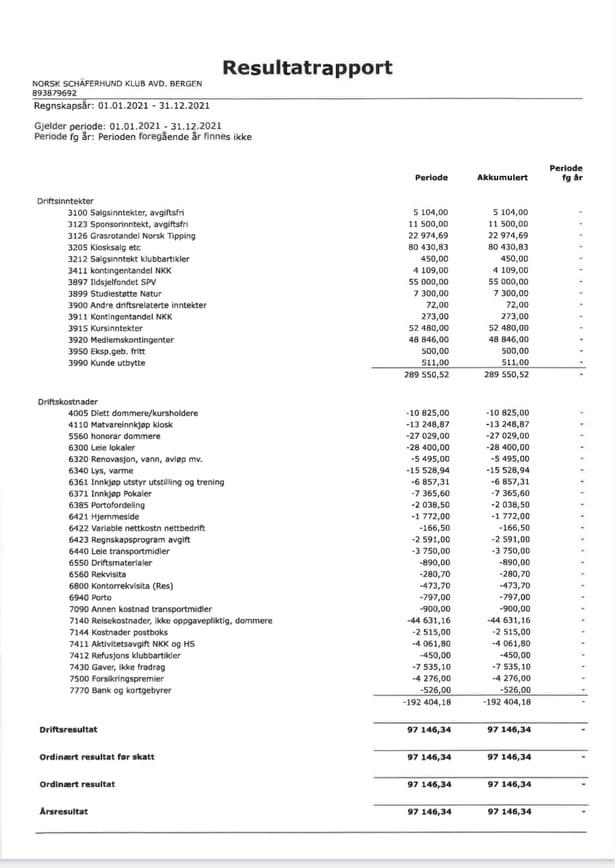 Resultatrapport
NORSK SCHÄFERHUND KLUB AVD. BERGEN
893879692
Regnskapsår: 01.01.2021 - 31.12.2021
Gjelder periode: 01.01.2021 - 31.12.2021
Periode fg år: Perioden foregående år finnes ikke
Periode Akkumulert Periode fg år
Driftsinntekter
3100 Salgsinntekter, avgiftsfri 5 104,00 5 104,00 -
3123 Sponsorinntekt, avgiftsfri 11 500,00 11 500,00 -
3126 Grasrotandel Norsk Tipping 22 974,69 22 974,69 -
3205 Kiosksalg etc 80 430,83 80 430,83 -
3212 Salgsinntekt klubbartikler 450,00 450,00 -
3411 kontingentandel NKK 4 109,00 4 109,00 -
3897 Ildsjelfondet SPV 55 000,00 55 000,00 -
3899 Studiestøtte Natur 7 300,00 7 300,00 -
3900 Andre driftsrelaterte inntekter 72,00 72,00 -
3911 Kontingentandel NKK 273,00 273,00 -
3915 Kursinntekter 52 480,00 52 480,00 -
3920 Medlemskontingenter 48 846,00 48 846,00 -
3950 Eksp.geb. fritt 500,00 500,00 -
3990 Kunde utbytte 511,00 511,00 -
289 550,52 289 550,52 -
Driftskostnader
4005 Diett dommere/kursholdere -10 825,00 -10 825,00 -
4110 Matvareinnkjøp kiosk -13 248,87 -13 248,87 -
5560 honorar dommere -27 029,00 -27 029,00 -
6300 Leie lokaler -28 400,00 -28 400,00 -
6320 Renovasjon, vann, avløp mv. -5 495,00 -5 495,00 -
6340 Lys, varme -15 528,94 -15 528,94 -
6361 Innkjøp utstyr utstilling og trening -6 857,31 -6 857,31 -
6371 Innkjøp Pokaler -7 365,60 -7 365,60 -
6385 Portofordeling -2 038,50 -2 038,50 -
6421 Hjemmeside -1 772,00 -1 772,00 -
6422 Variable nettkostn nettbedrift -166,50 -166,50 -
6423 Regnskapsprogram avgift -2 591,00 -2 591,00 -
6440 Leie transportmidler -3 750,00 -3 750,00 -
6550 Driftsmaterialer -890,00 -890,00 -
6560 Rekvisita -280,70 -280,70 -
6800 Kontorrekvisita (Res) -473,70 -473,70 -
6940 Porto -797,00 -797,00 -
7090 Annen kostnad transportmidler -900,00 -900,00 -
7140 Reisekostnader, ikke oppgavepliktig, dommere -44 631,16 -44 631,16 -
7144 Kostnader postboks -2 515,00 -2 515,00 -
7411 Aktivitetsavgift NKK og HS -4 061,80 -4 061,80 -
7412 Refusjons klubbartikler -450,00 -450,00 -
7430 Gaver, ikke fradrag -7 535,10 -7 535,10 -
7500 Forsikringspremier -4 276,00 -4 276,00 -
7770 Bank og kortgebyrer -526,00 -526,00 -
-192 404,18 -192 404,18 -
Driftsresultat 97 146,34 97 146,34 -
Ordinært resultat før skatt 97 146,34 97 146,34 -
Ordinært resultat 97 146,34 97 146,34 -
Årsresultat 97 146,34 97 146,34 -